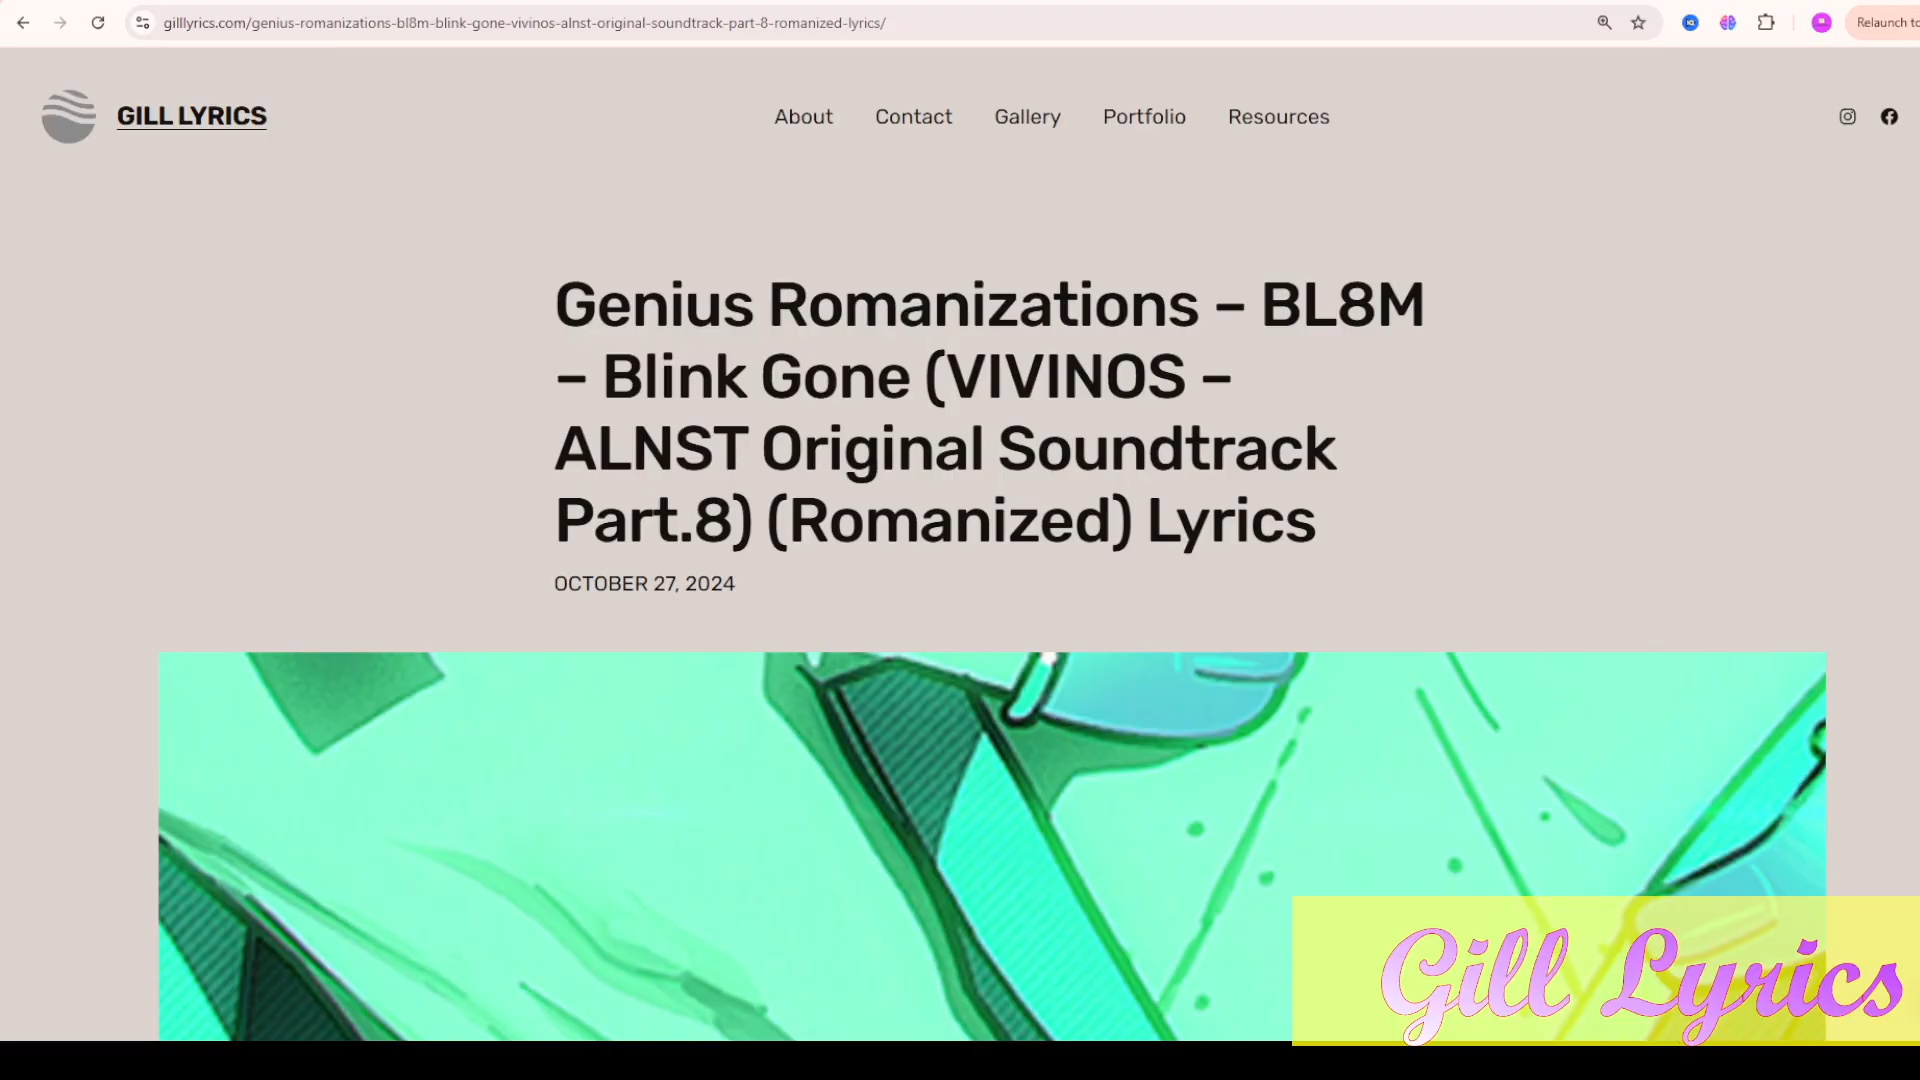 gilllyrics.com/genius-romanizations-bl8m-blink-gone-vivinos-alnst-original-soundtrack-part-8-romanized-lyrics/
Relaunch to
GILL LYRICS
About
Contact
Gallery
Portfolio
Resources
Genius Romanizations – BL8M
– Blink Gone (VIVINOS –
ALNST Original Soundtrack
Part.8) (Romanized) Lyrics
OCTOBER 27, 2024
Gill Lyrics